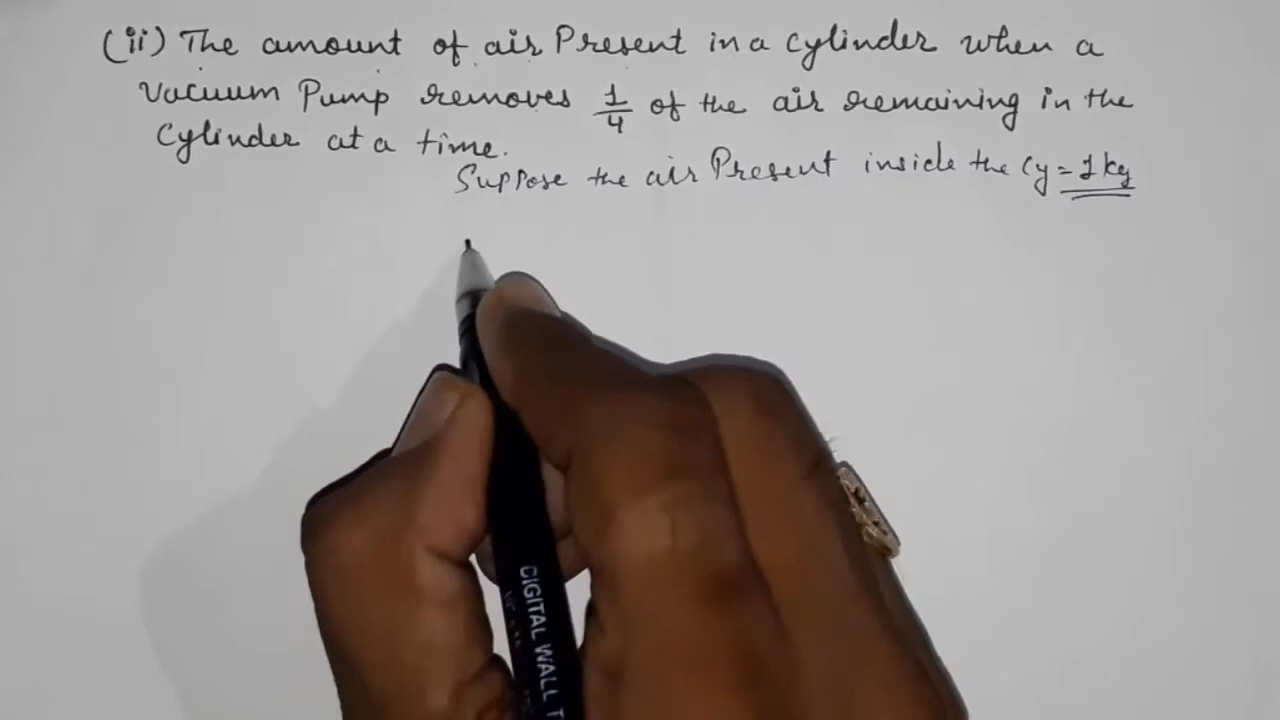 (ii) The amount of air Present in a cylinder when a
Vacuum Pump removes 1/4 of the air remaining in the
Cylinder at a time.
Suppose the air Present inside the Cy = 1 kg
DIGITAL WALL T